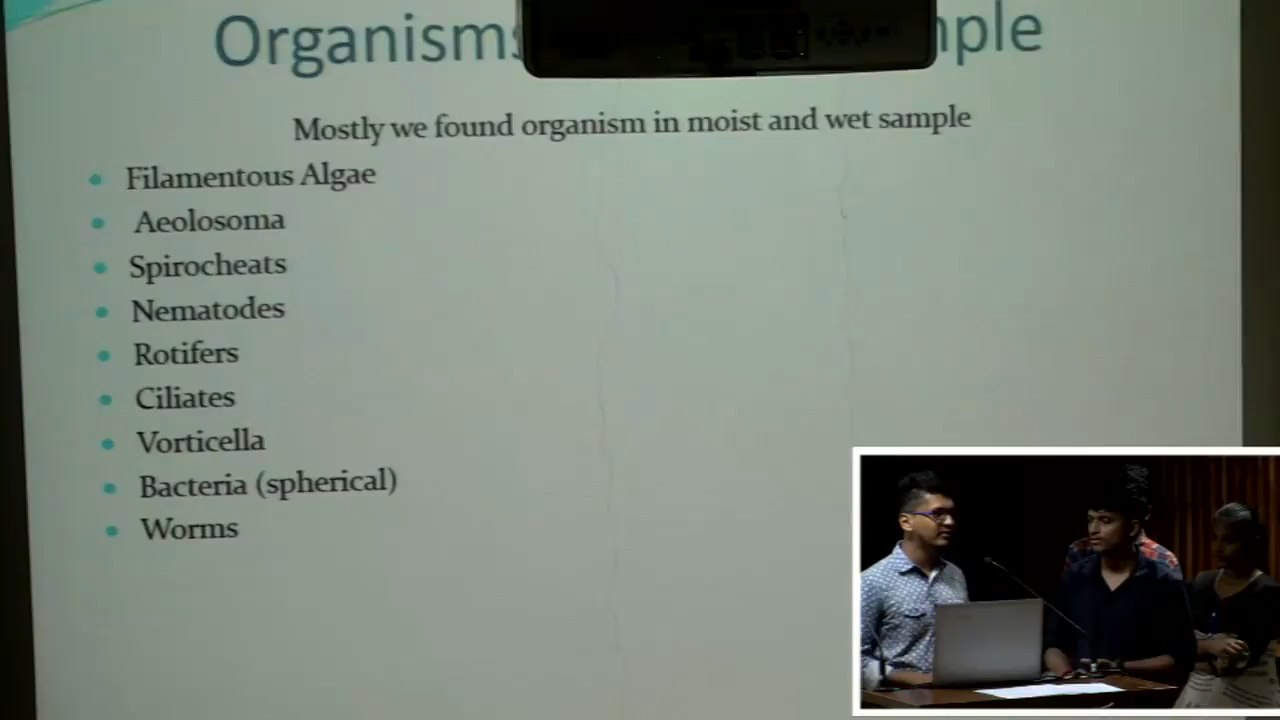 Organisms
Mostly we found organism in moist and wet sample
Filamentous Algae
Aeolosoma
Spirocheats
Nematodes
Rotifers
Ciliates
Vorticella
Bacteria (spherical)
Worms